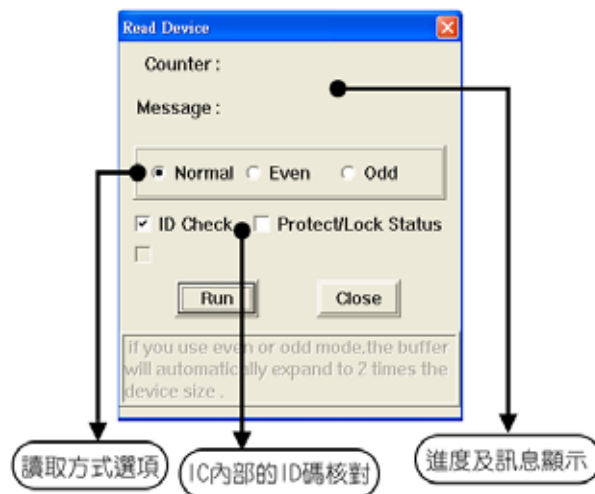 Read Device
Counter :
Message :
Normal Even Odd
ID Check Protect/Lock Status
Run Close
if you use even or odd mode,the buffer
will automatically expand to 2 times the
device size .
讀取方式選項 IC內部的ID碼核對 進度及訊息顯示